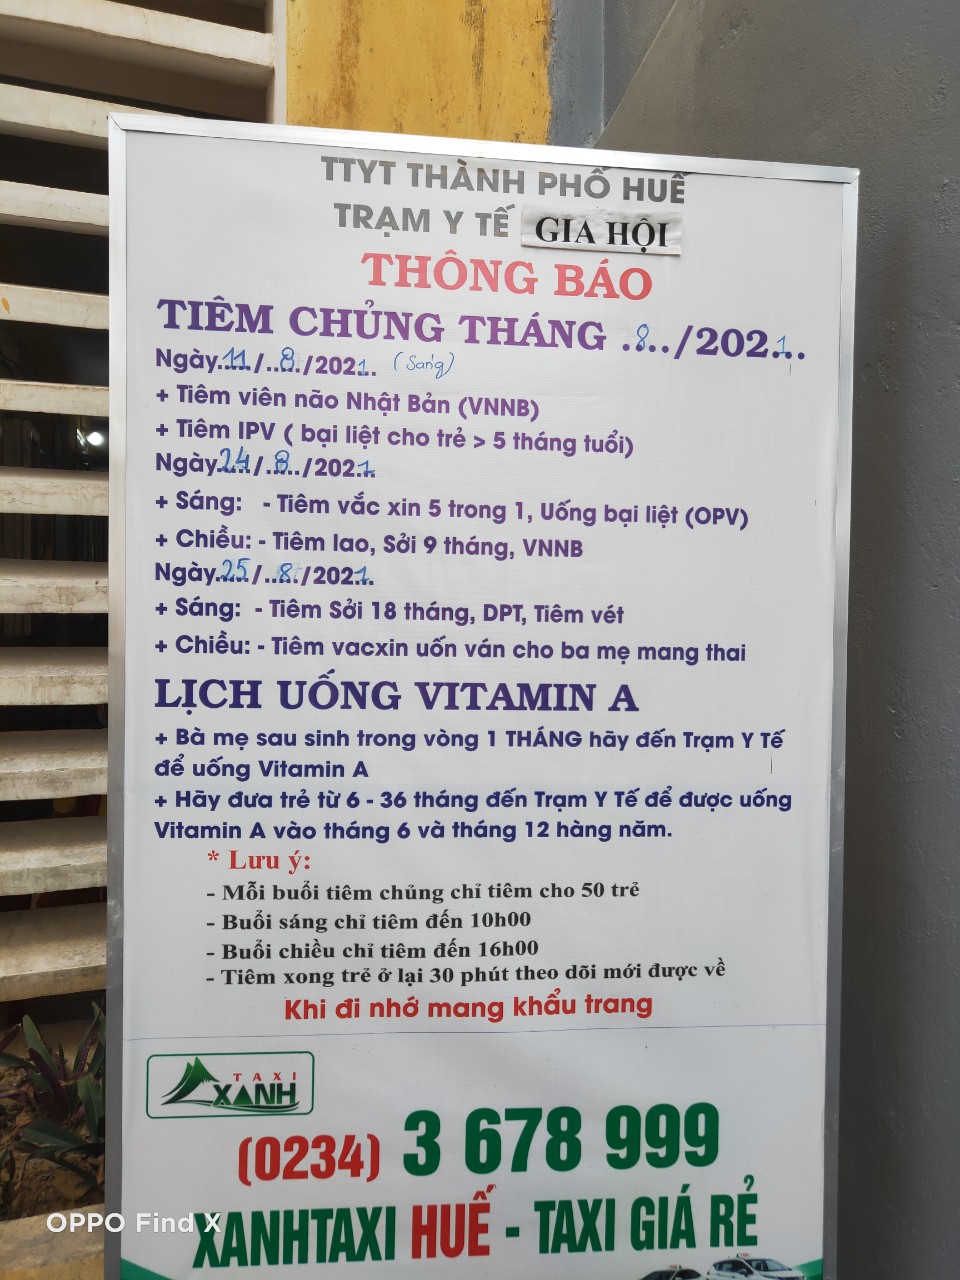 TTYT THÀNH PHỐ HUẾ
TRẠM Y TẾ GIA HỘI
THÔNG BÁO
TIÊM CHỦNG THÁNG .8../2021..
Ngày.11./..8../2021.. (Sáng)
+ Tiêm viên não Nhật Bản (VNNB)
+ Tiêm IPV ( bại liệt cho trẻ > 5 tháng tuổi)
Ngày.24./..8../2021..
+ Sáng: - Tiêm vắc xin 5 trong 1, Uống bại liệt (OPV)
+ Chiều: - Tiêm lao, Sởi 9 tháng, VNNB
Ngày.25./..8../2021.
+ Sáng: - Tiêm Sởi 18 tháng, DPT, Tiêm vét
+ Chiều: - Tiêm vacxin uốn ván cho ba mẹ mang thai
LỊCH UỐNG VITAMIN A
+ Bà mẹ sau sinh trong vòng 1 THÁNG hãy đến Trạm Y Tế
để uống Vitamin A
+ Hãy đưa trẻ từ 6 - 36 tháng đến Trạm Y Tế để được uống
Vitamin A vào tháng 6 và tháng 12 hàng năm.
* Lưu ý:
- Mỗi buổi tiêm chủng chỉ tiêm cho 50 trẻ
- Buổi sáng chỉ tiêm đến 10h00
- Buổi chiều chỉ tiêm đến 16h00
- Tiêm xong trẻ ở lại 30 phút theo dõi mới được về
Khi đi nhớ mang khẩu trang
TAXI
XANH
(0234) 3 678 999
XANHTAXI HUẾ - TAXI GIÁ RẺ
OPPO Find X